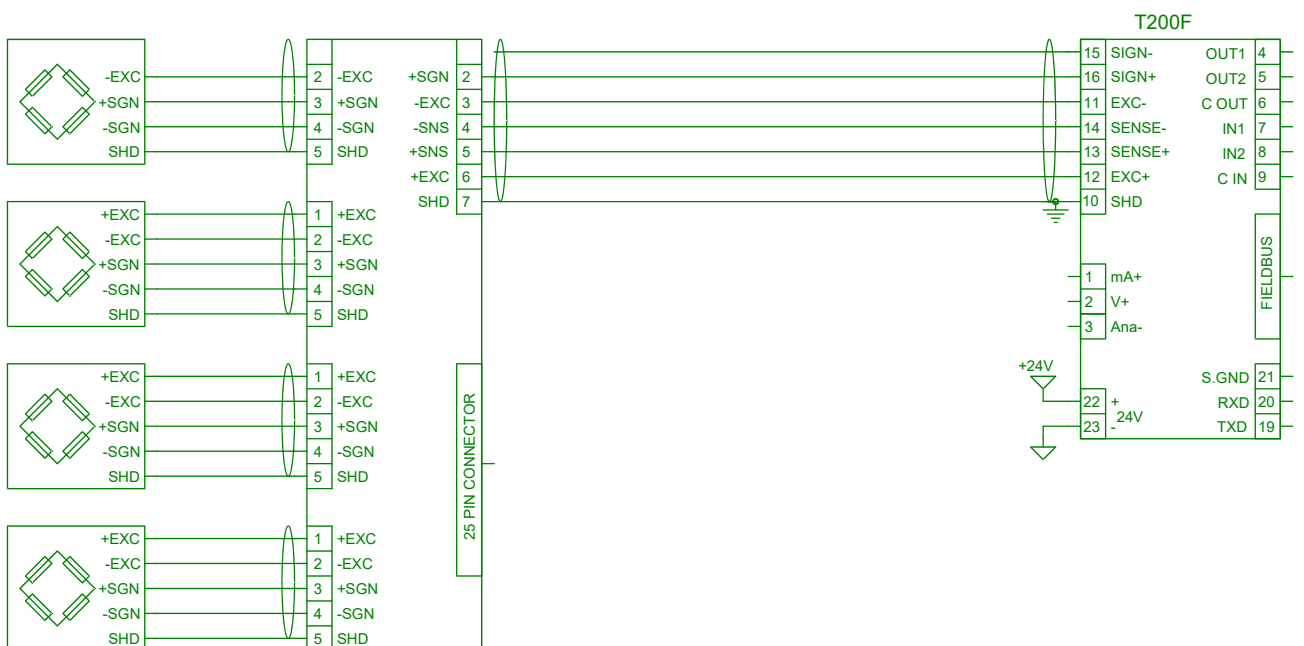 T200F
-EXC 2 -EXC +SGN 2
+SGN 3 +SGN -EXC 3
-SGN 4 -SGN -SNS 4
SHD 5 SHD +SNS 5
+EXC 6
SHD 7
15 SIGN- OUT1 4
16 SIGN+ OUT2 5
11 EXC- C OUT 6
14 SENSE- IN1 7
13 SENSE+ IN2 8
12 EXC+ C IN 9
10 SHD
+EXC 1 +EXC
-EXC 2 -EXC
+SGN 3 +SGN
-SGN 4 -SGN
SHD 5 SHD
1 mA+
2 V+
3 Ana-
FIELDBUS
+EXC 1 +EXC
-EXC 2 -EXC
+SGN 3 +SGN
-SGN 4 -SGN
SHD 5 SHD
25 PIN CONNECTOR
+24V
S.GND 21
22 + RXD 20
24V
23 - TXD 19
+EXC 1 +EXC
-EXC 2 -EXC
+SGN 3 +SGN
-SGN 4 -SGN
SHD 5 SHD